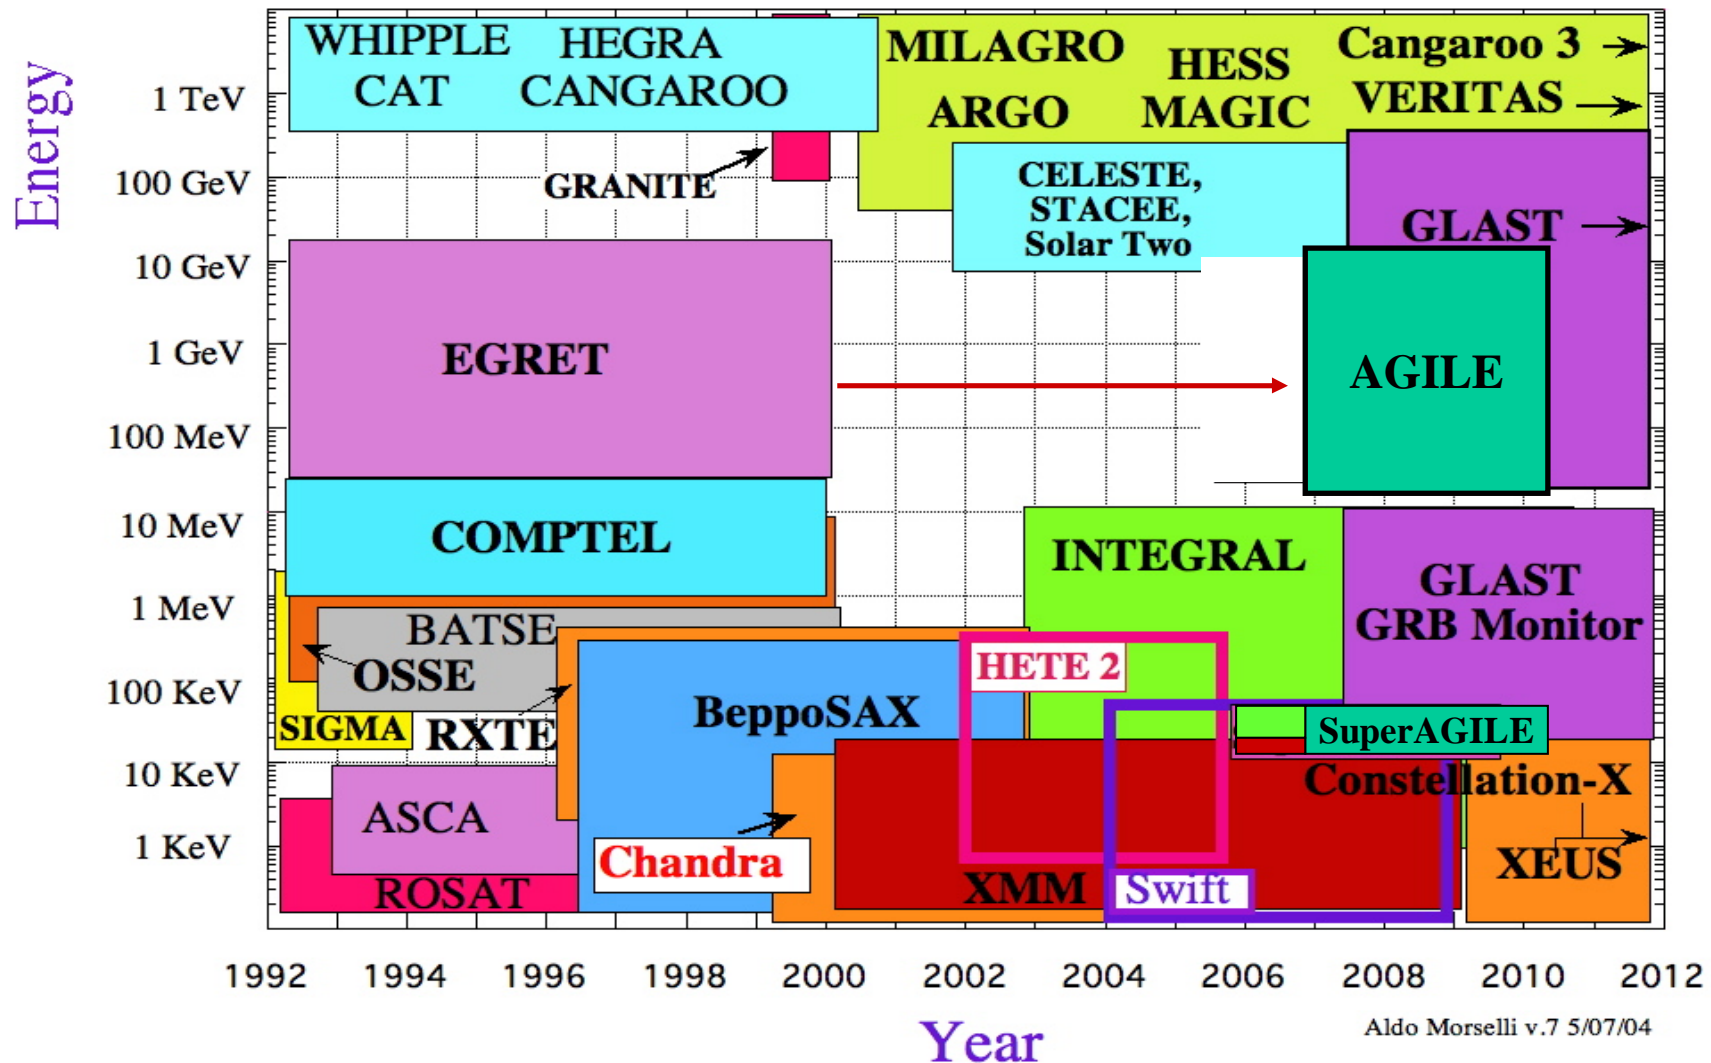 Energy
1 TeV
100 GeV
10 GeV
1 GeV
100 MeV
10 MeV
1 MeV
100 KeV
10 KeV
1 KeV
WHIPPLE HEGRA
CAT CANGAROO
MILAGRO
ARGO
HESS
MAGIC
Cangaroo 3
VERITAS
GRANITE
CELESTE,
STACEE,
Solar Two
GLAST
EGRET
AGILE
COMPTEL
INTEGRAL
GLAST
GRB Monitor
BATSE
OSSE
SIGMA
RXTE
BeppoSAX
HETE 2
SuperAGILE
Constellation-X
ASCA
Chandra
ROSAT
XMM
Swift
XEUS
1992 1994 1996 1998 2000 2002 2004 2006 2008 2010 2012
Year
Aldo Morselli v.7 5/07/04